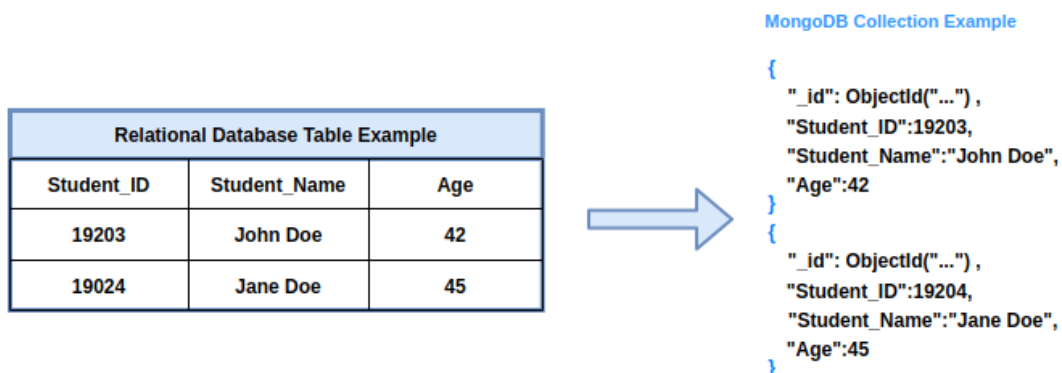 Relational Database Table Example
Student_ID Student_Name Age
19203 John Doe 42
19024 Jane Doe 45
MongoDB Collection Example
{
"_id": ObjectId("...") ,
"Student_ID":19203,
"Student_Name":"John Doe",
"Age":42
}
{
"_id": ObjectId("...") ,
"Student_ID":19204,
"Student_Name":"Jane Doe",
"Age":45
}